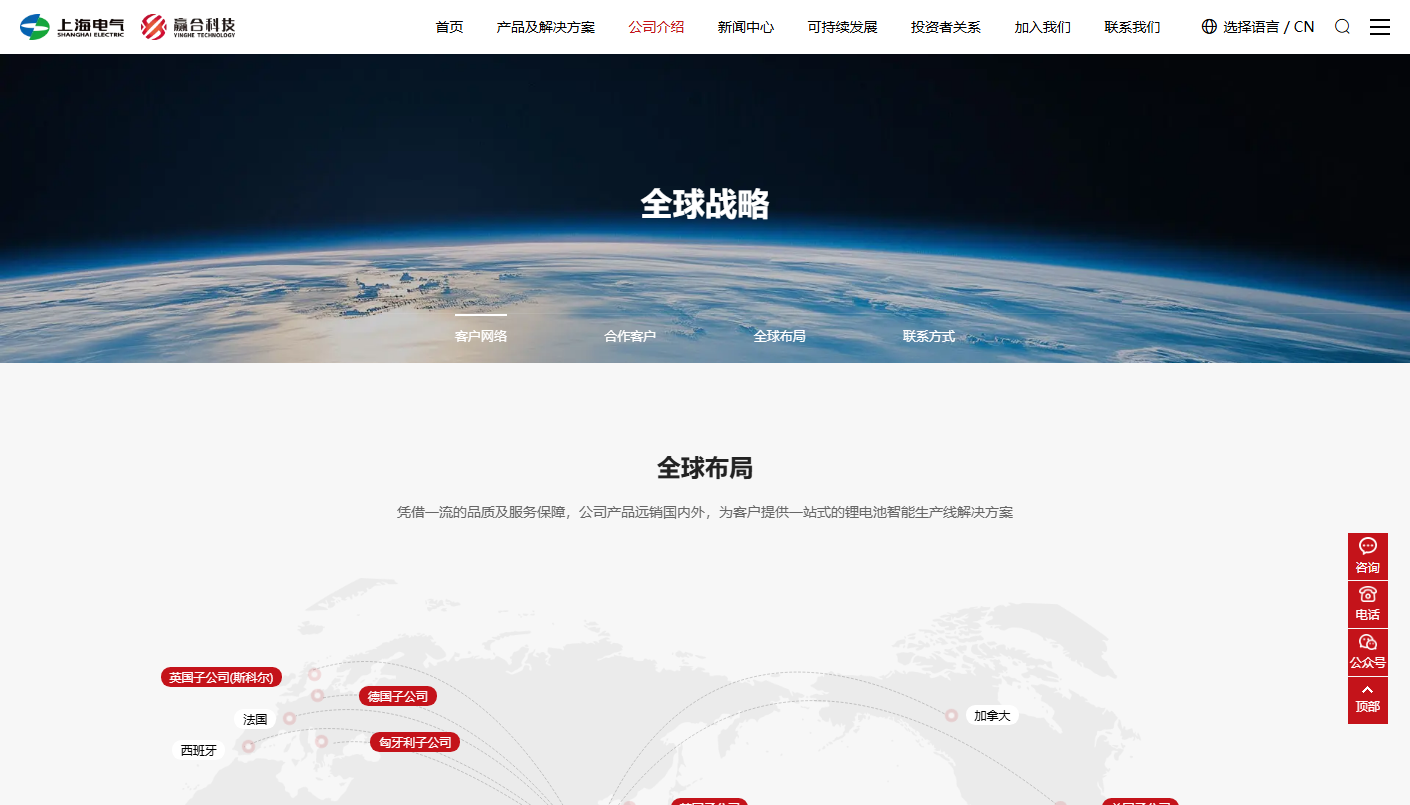 上海电气 SHANGHAI ELECTRIC 赢合科技 YINGHE TECHNOLOGY
首页 产品及解决方案 公司介绍 新闻中心 可持续发展 投资者关系 加入我们 联系我们 选择语言 / CN
全球战略
客户网络 合作客户 全球布局 联系方式
全球布局
凭借一流的品质及服务保障，公司产品远销国内外，为客户提供一站式的锂电池智能生产线解决方案
咨询
电话
公众号
顶部
英国子公司(斯科尔)
德国子公司
法国
加拿大
匈牙利子公司
西班牙